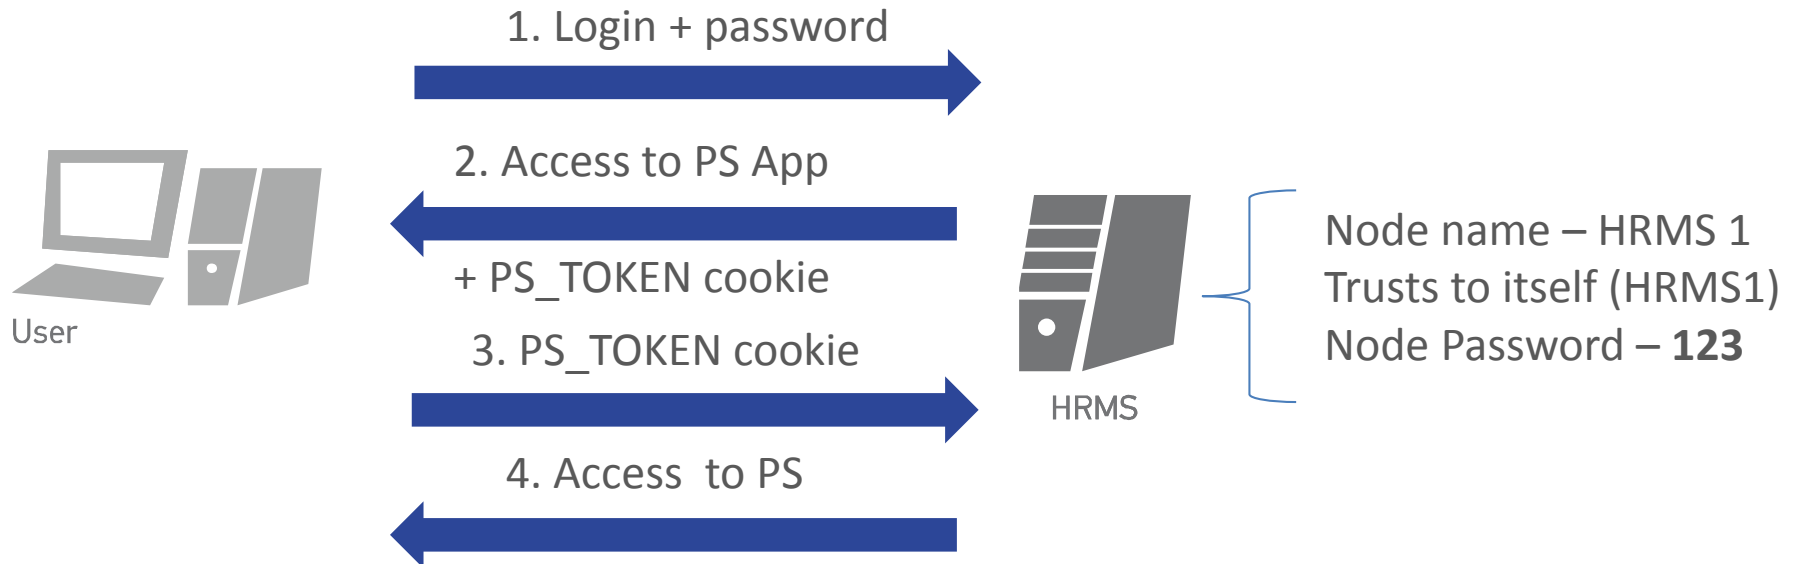 1. Login + password
2. Access to PS App
+ PS_TOKEN cookie
3. PS_TOKEN cookie
4. Access  to PS
User
HRMS
Node name – HRMS 1
Trusts to itself (HRMS1)
Node Password – 123